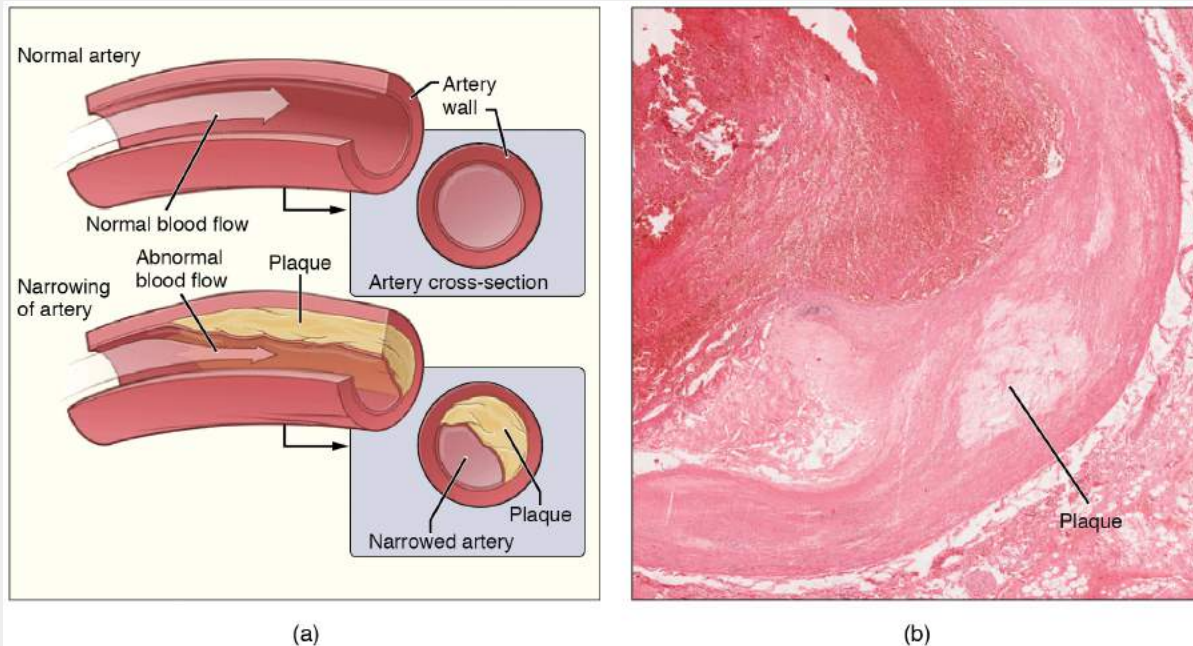 Normal artery
Artery
wall
Normal blood flow
Artery cross-section
Abnormal
blood flow
Plaque
Narrowing
of artery
Plaque
Narrowed artery
Plaque
(a)
(b)